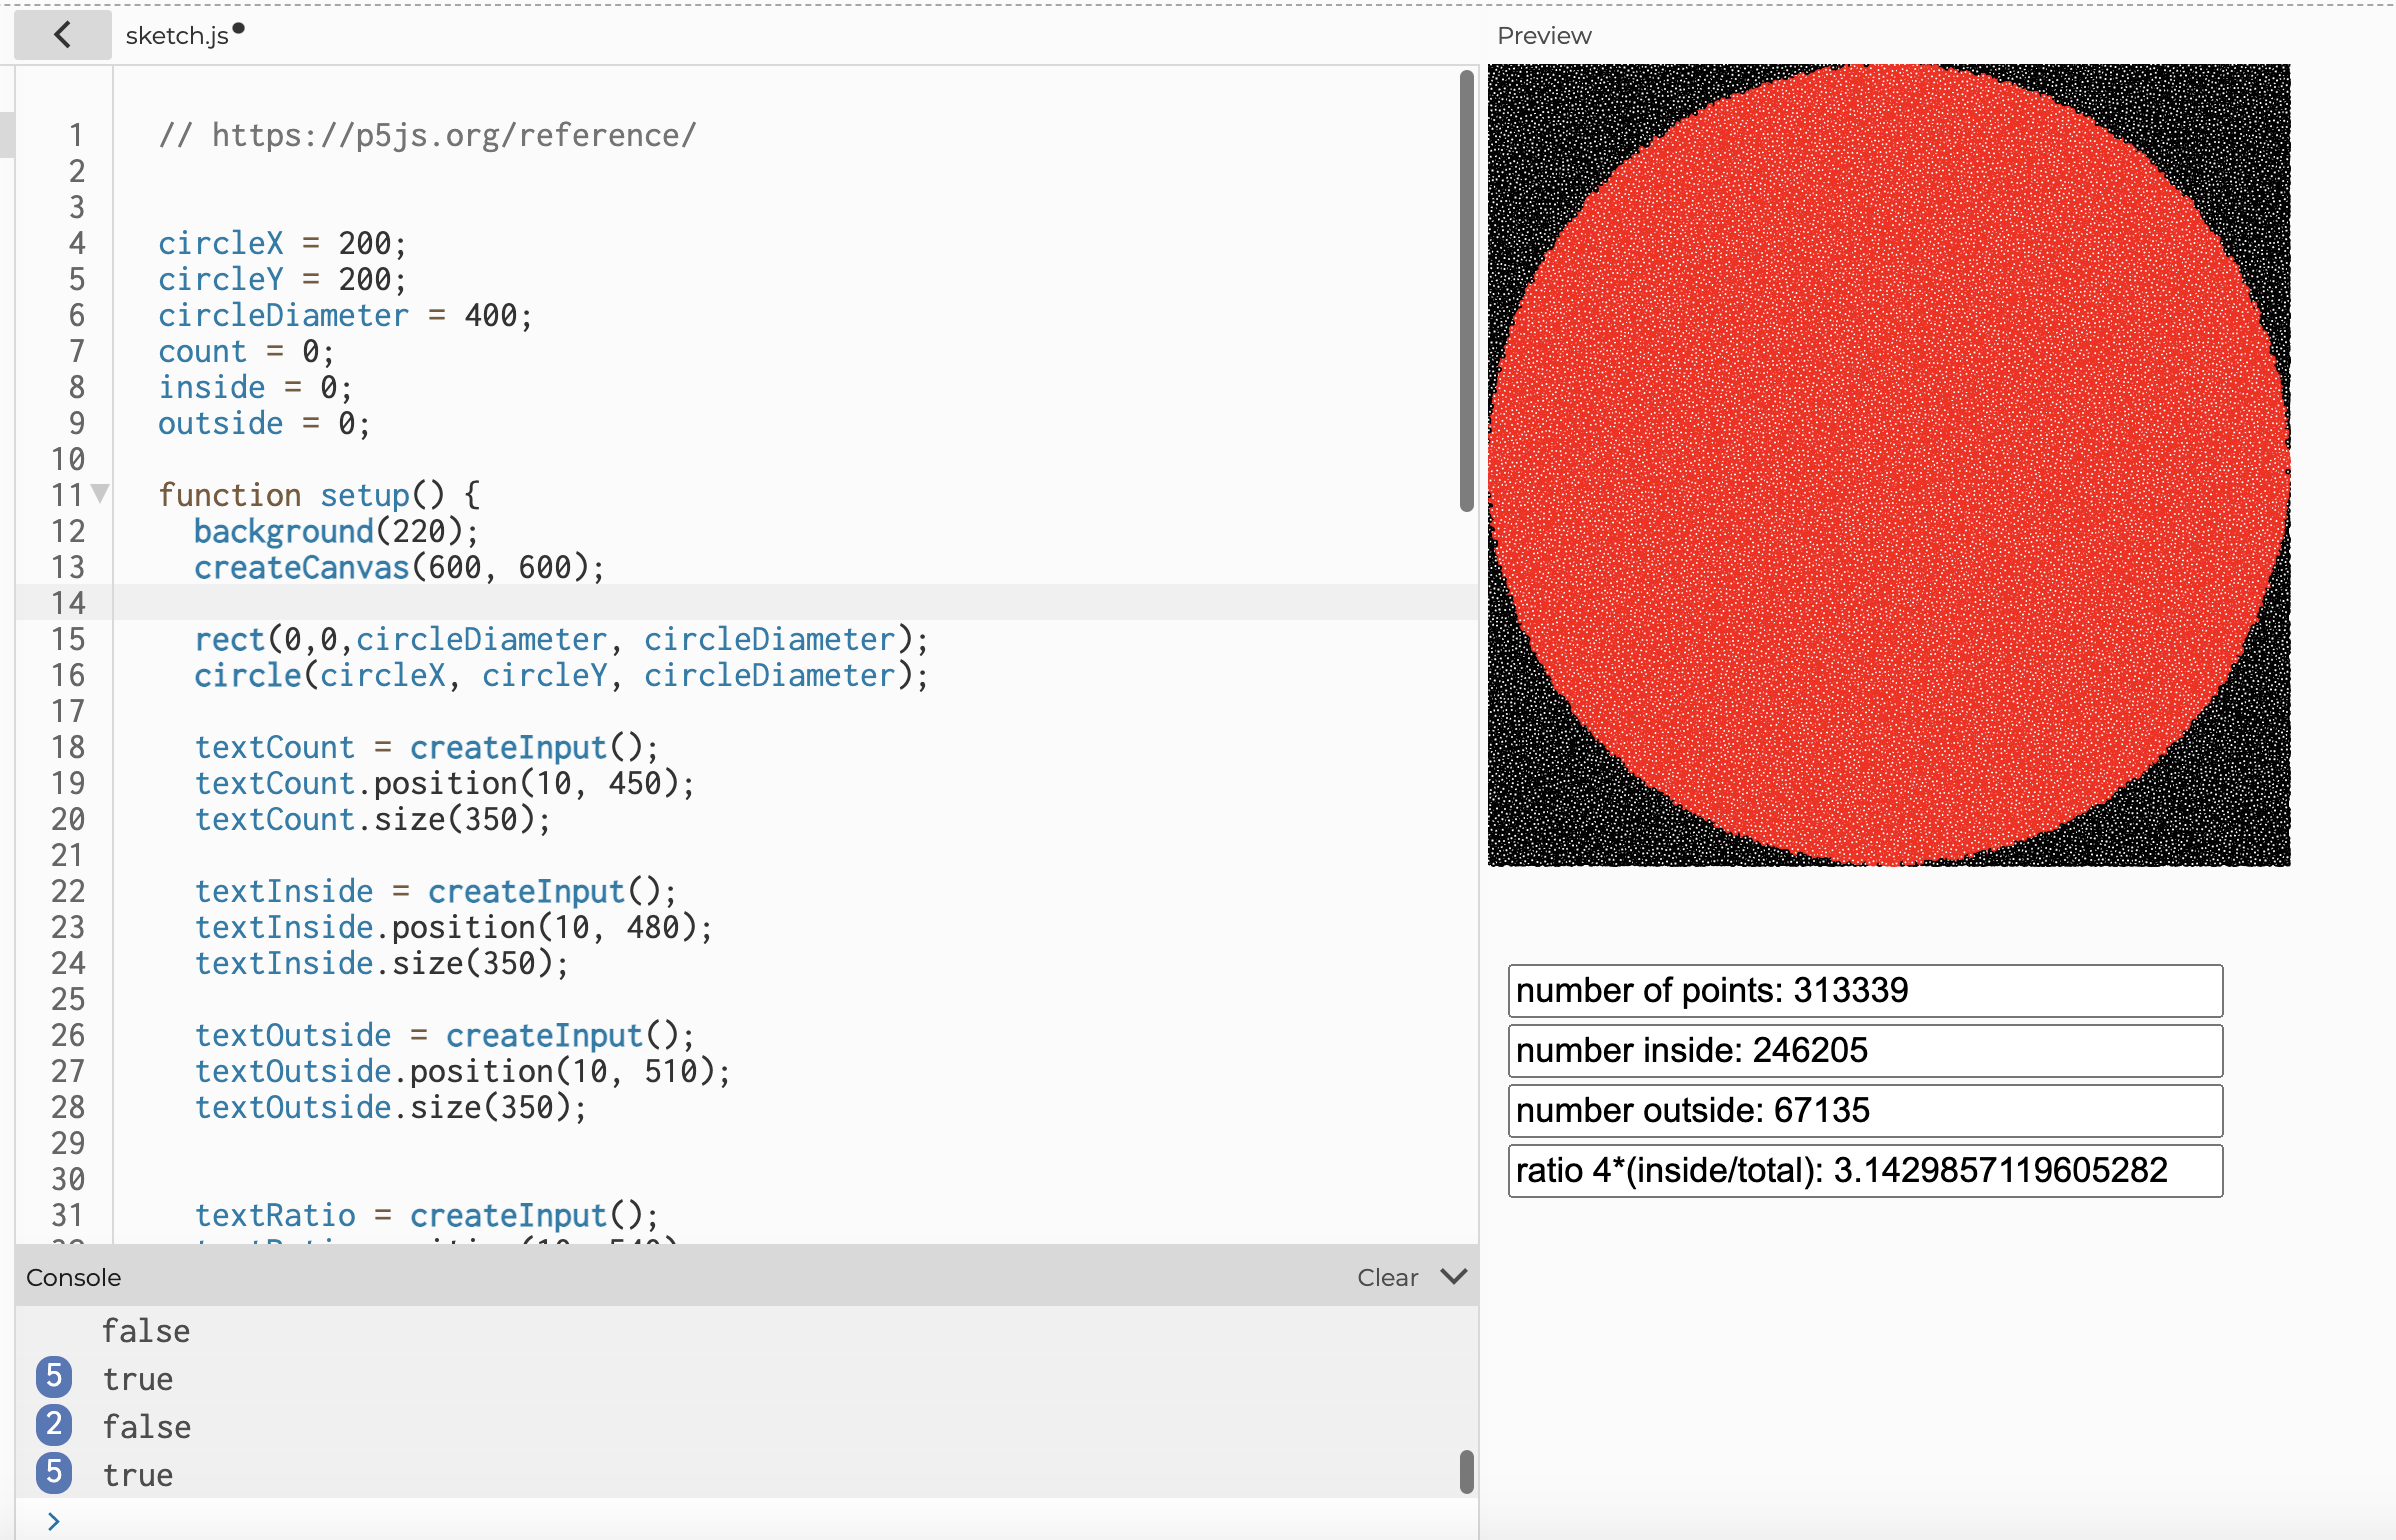 sketch.js
Preview
1 // https://p5js.org/reference/
2
3
4 circleX = 200;
5 circleY = 200;
6 circleDiameter = 400;
7 count = 0;
8 inside = 0;
9 outside = 0;
10
11 function setup() {
12 background(220);
13 createCanvas(600, 600);
14
15 rect(0,0,circleDiameter, circleDiameter);
16 circle(circleX, circleY, circleDiameter);
17
18 textCount = createInput();
19 textCount.position(10, 450);
20 textCount.size(350);
21
22 textInside = createInput();
23 textInside.position(10, 480);
24 textInside.size(350);
25
26 textOutside = createInput();
27 textOutside.position(10, 510);
28 textOutside.size(350);
29
30
31 textRatio = createInput();
number of points: 313339
number inside: 246205
number outside: 67135
ratio 4*(inside/total): 3.1429857119605282
Console
Clear
false
5 true
2 false
5 true